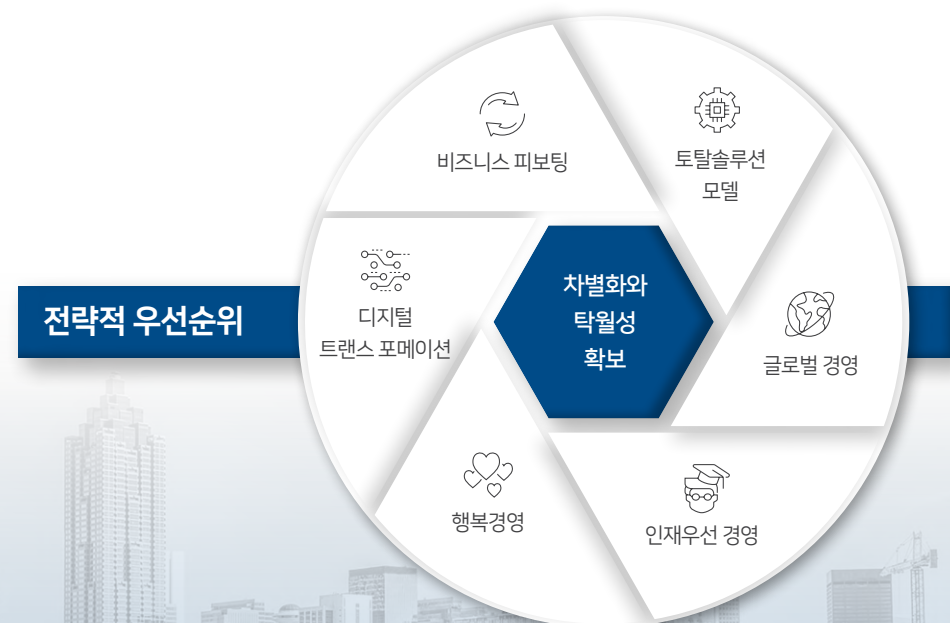 전략적 우선순위
비즈니스 피보팅
토탈솔루션
모델
디지털
트랜스 포메이션
차별화와
탁월성
확보
글로벌 경영
행복경영
인재우선 경영